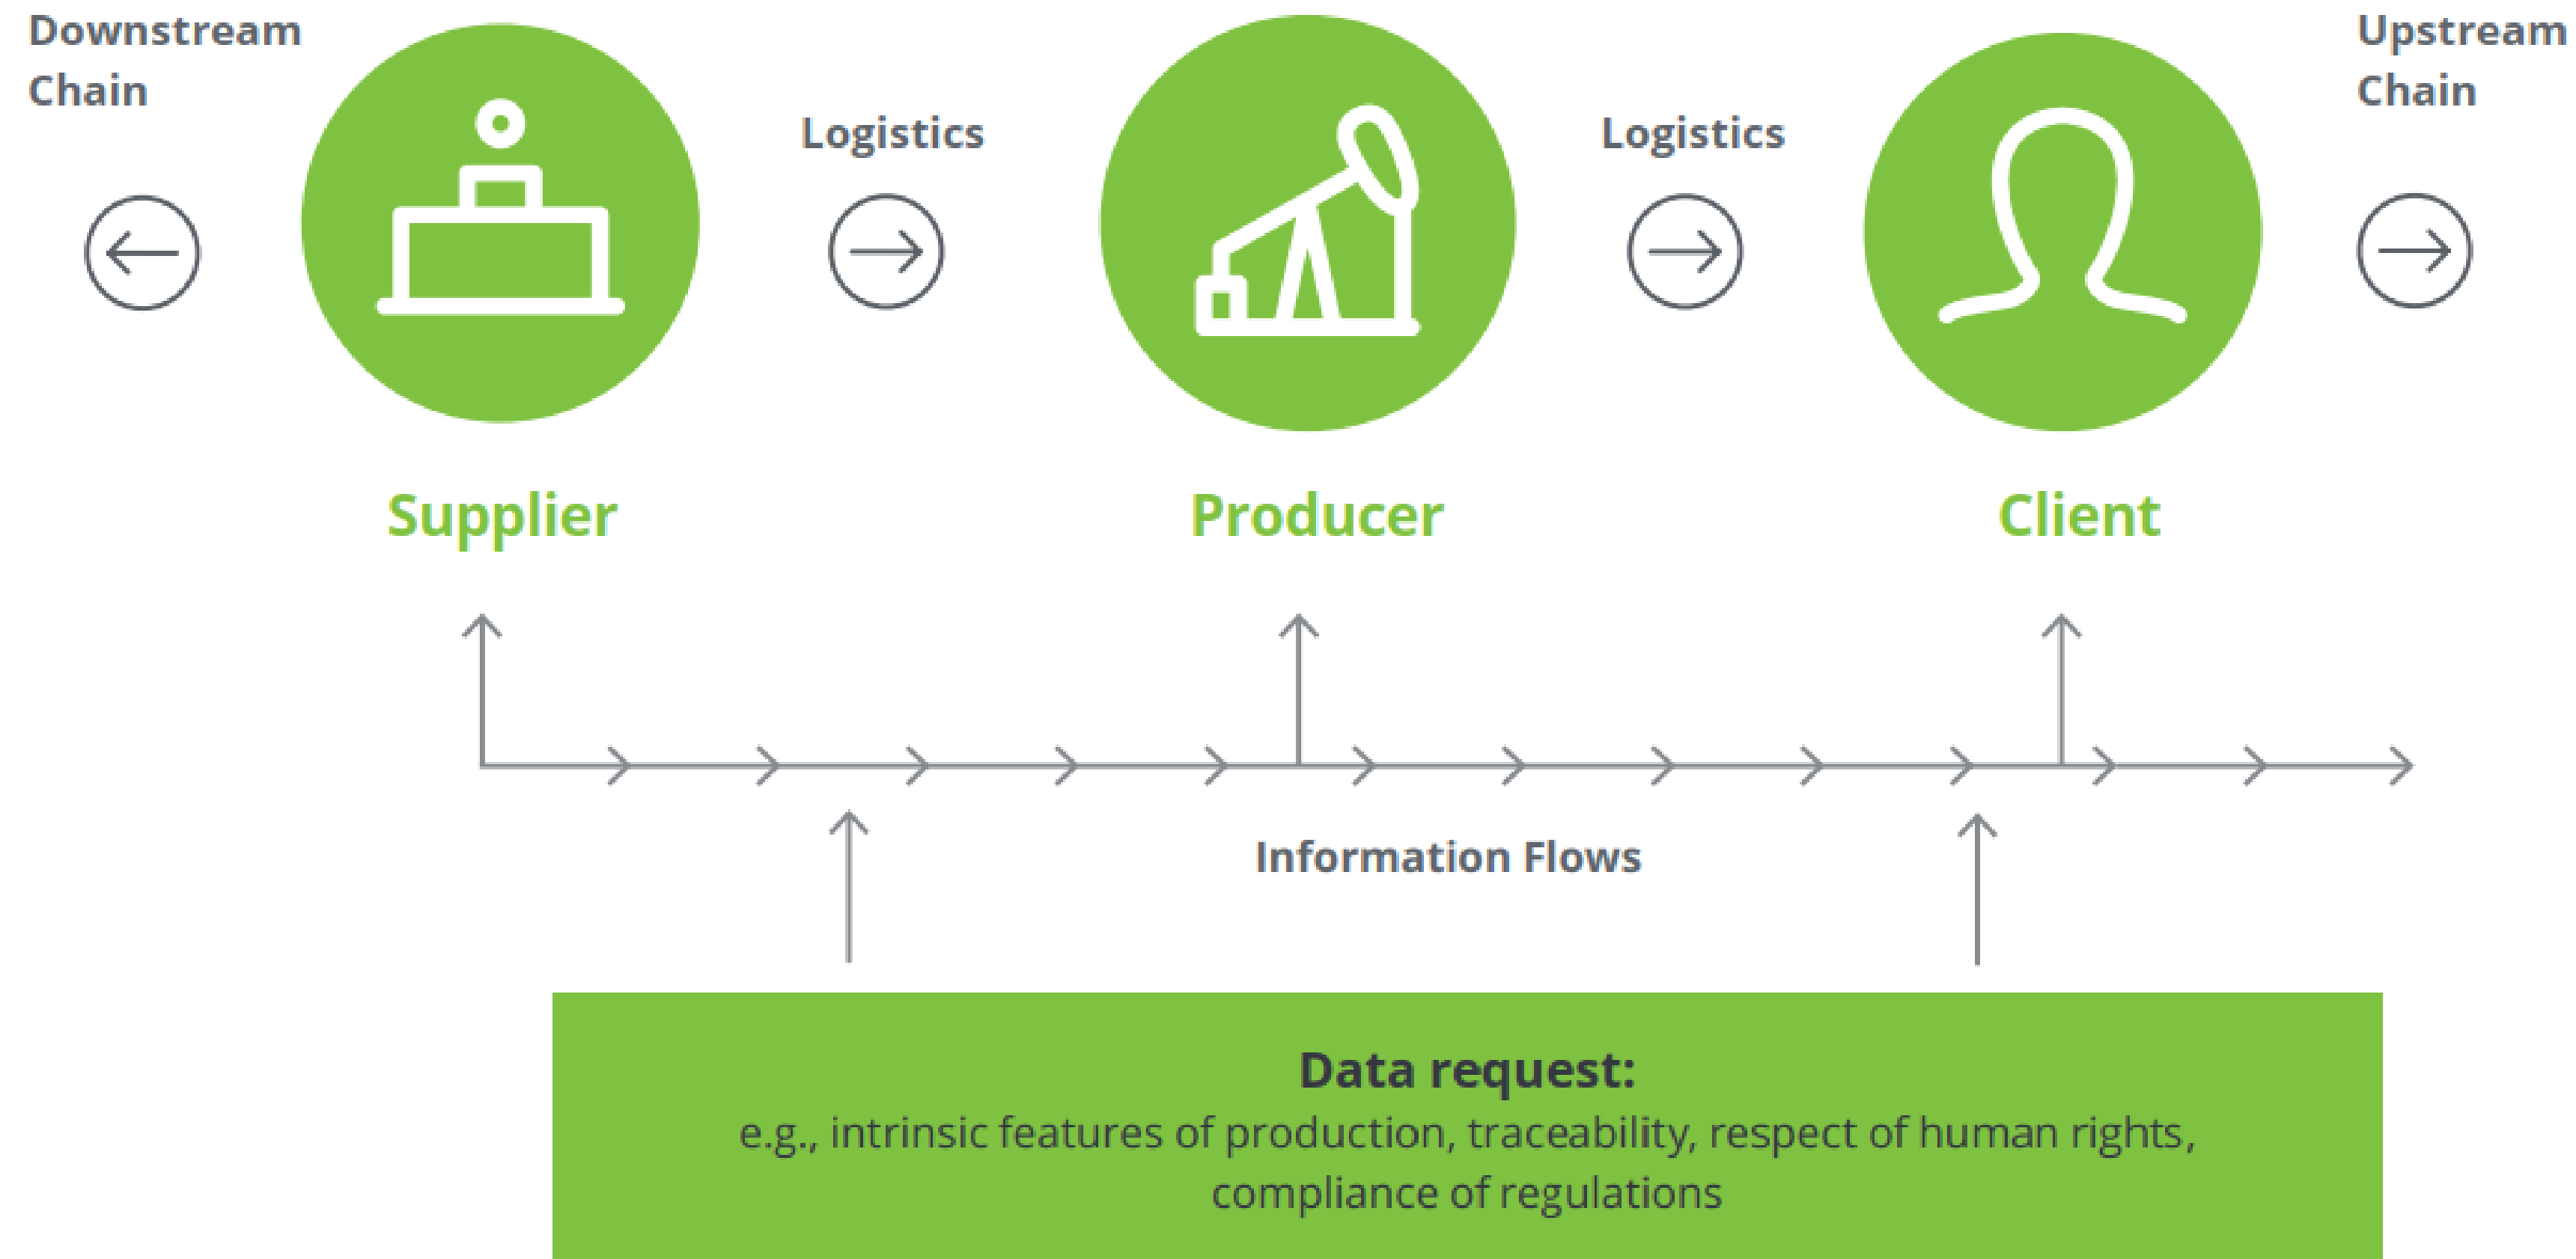 Downstream
Chain
Logistics
Logistics
Upstream
Chain
Supplier
Producer
Client
Information Flows
Data request:
e.g., intrinsic features of production, traceability, respect of human rights,
compliance of regulations